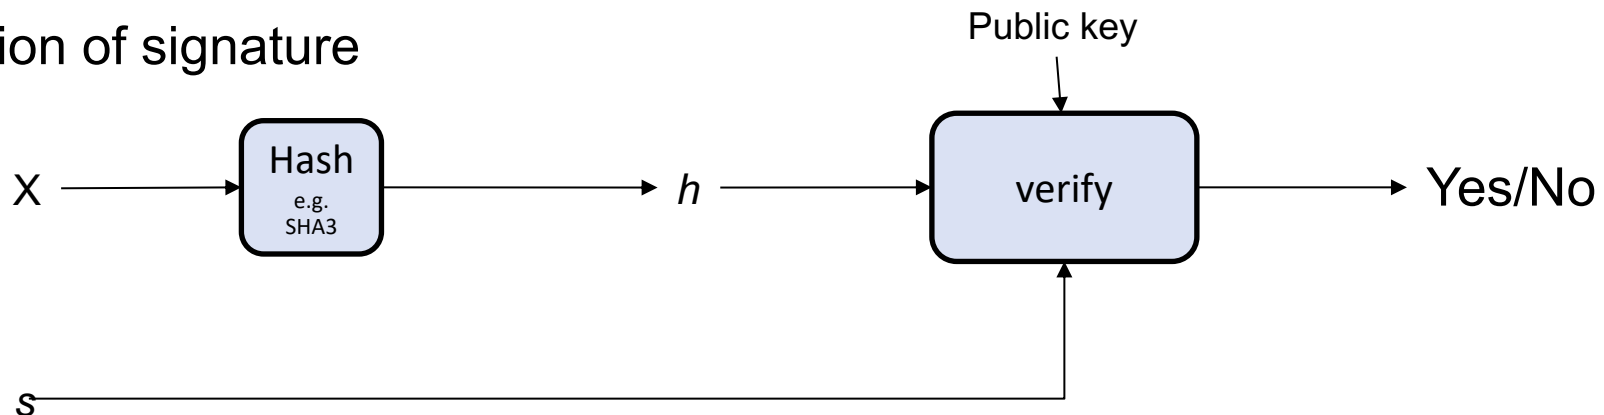 ion of signature
Public key
X
Hash
e.g.
SHA3
h
verify
Yes/No
s